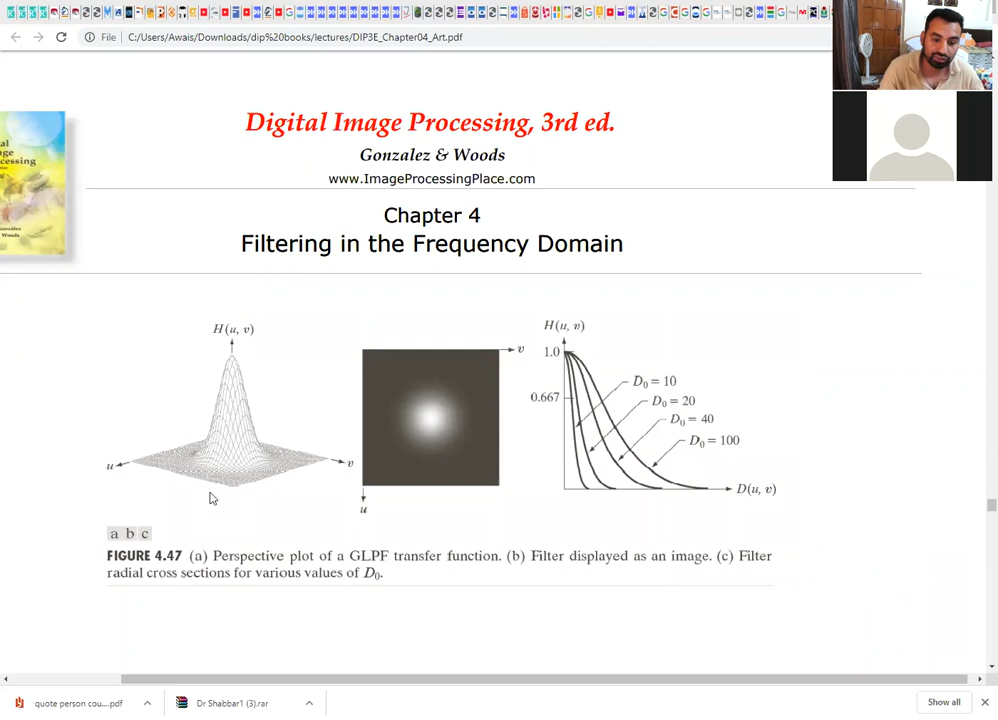 File
C:/Users/Awais/Downloads/dip%20books/lectures/DIP3E_Chapter04_Art.pdf
Digital Image Processing, 3rd ed.
Gonzalez & Woods
www.ImageProcessingPlace.com
Chapter 4
Filtering in the Frequency Domain
H(u, v)
u
v
v
u
H(u, v)
1.0
0.667
D₀ = 10
D₀ = 20
D₀ = 40
D₀ = 100
D(u, v)
a b c
FIGURE 4.47 (a) Perspective plot of a GLPF transfer function. (b) Filter displayed as an image. (c) Filter
radial cross sections for various values of D₀.
quote person cou....pdf
Dr Shabbar1 (3).rar
Show all